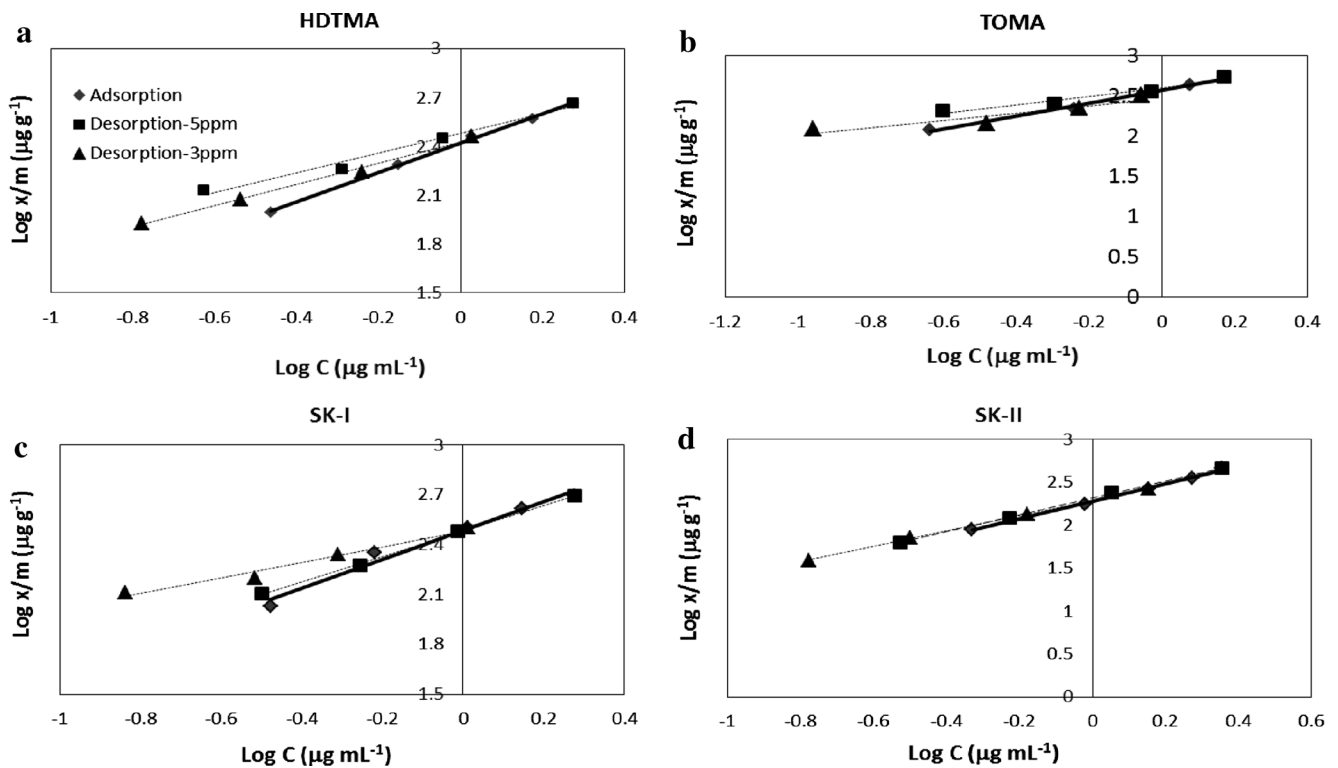 a
HDTMA
3
2.7
2.4
2.1
1.8
1.5
Log x/m (µg g-1)
Adsorption
Desorption-5ppm
Desorption-3ppm
-1 -0.8 -0.6 -0.4 -0.2 0 0.2 0.4
Log C (µg mL-1)
b
TOMA
3
2.5
2
1.5
1
0.5
0
Log x/m (µg g-1)
-1.2 -1 -0.8 -0.6 -0.4 -0.2 0 0.2 0.4
Log C (µg mL-1)
c
SK-I
3
2.7
2.4
2.1
1.8
1.5
Log x/m (µg g-1)
-1 -0.8 -0.6 -0.4 -0.2 0 0.2 0.4
Log C (µg mL-1)
d
SK-II
3
2.5
2
1.5
1
0.5
0
Log x/m (µg g-1)
-1 -0.8 -0.6 -0.4 -0.2 0 0.2 0.4 0.6
Log C (µg mL-1)